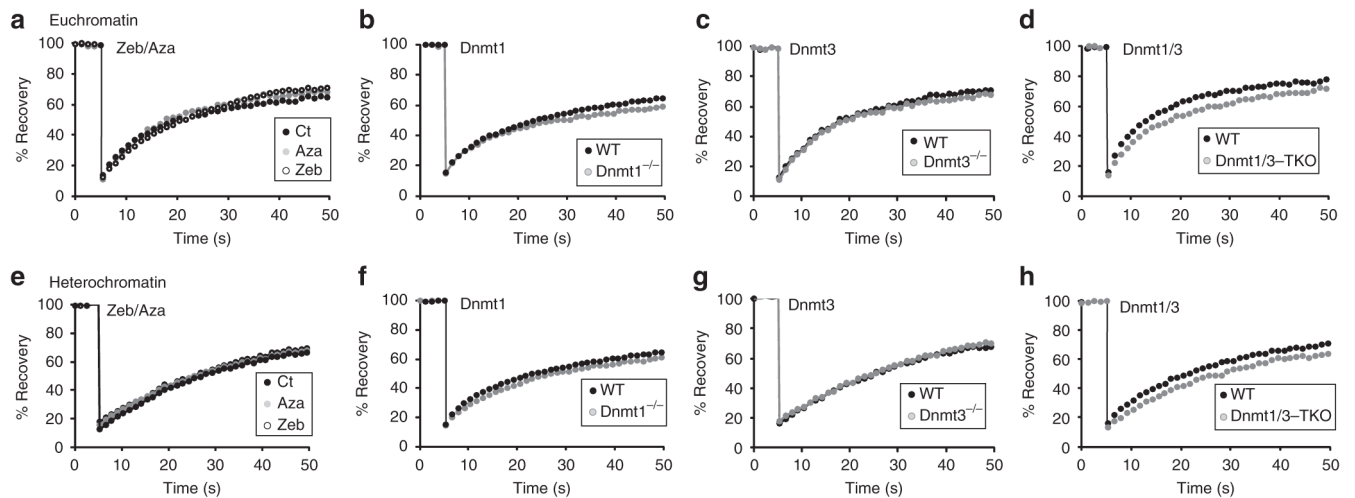 a Euchromatin
Zeb/Aza
% Recovery
100
80
60
40
20
0
0 10 20 30 40 50
Time (s)
Ct
Aza
Zeb
b
Dnmt1
% Recovery
100
80
60
40
20
0
0 10 20 30 40 50
Time (s)
WT
Dnmt1−/−
c
Dnmt3
% Recovery
100
80
60
40
20
0
0 10 20 30 40 50
Time (s)
WT
Dnmt3−/−
d
Dnmt1/3
% Recovery
100
80
60
40
20
0
0 10 20 30 40 50
Time (s)
WT
Dnmt1/3–TKO
e Heterochromatin
Zeb/Aza
% Recovery
100
80
60
40
20
0
0 10 20 30 40 50
Time (s)
Ct
Aza
Zeb
f
Dnmt1
% Recovery
100
80
60
40
20
0
0 10 20 30 40 50
Time (s)
WT
Dnmt1−/−
g
Dnmt3
% Recovery
100
80
60
40
20
0
0 10 20 30 40 50
Time (s)
WT
Dnmt3−/−
h
Dnmt1/3
% Recovery
100
80
60
40
20
0
0 10 20 30 40 50
Time (s)
WT
Dnmt1/3–TKO